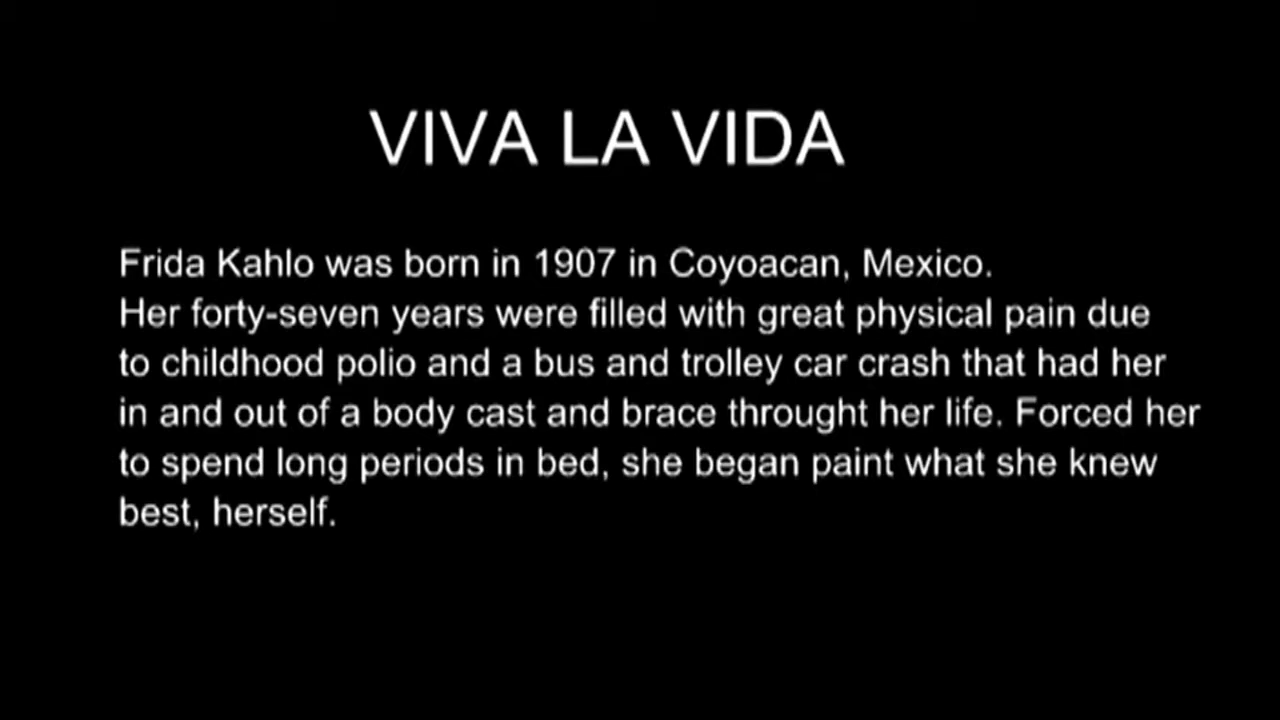 VIVA LA VIDA
Frida Kahlo was born in 1907 in Coyoacan, Mexico.
Her forty-seven years were filled with great physical pain due
to childhood polio and a bus and trolley car crash that had her
in and out of a body cast and brace throught her life. Forced her
to spend long periods in bed, she began paint what she knew
best, herself.